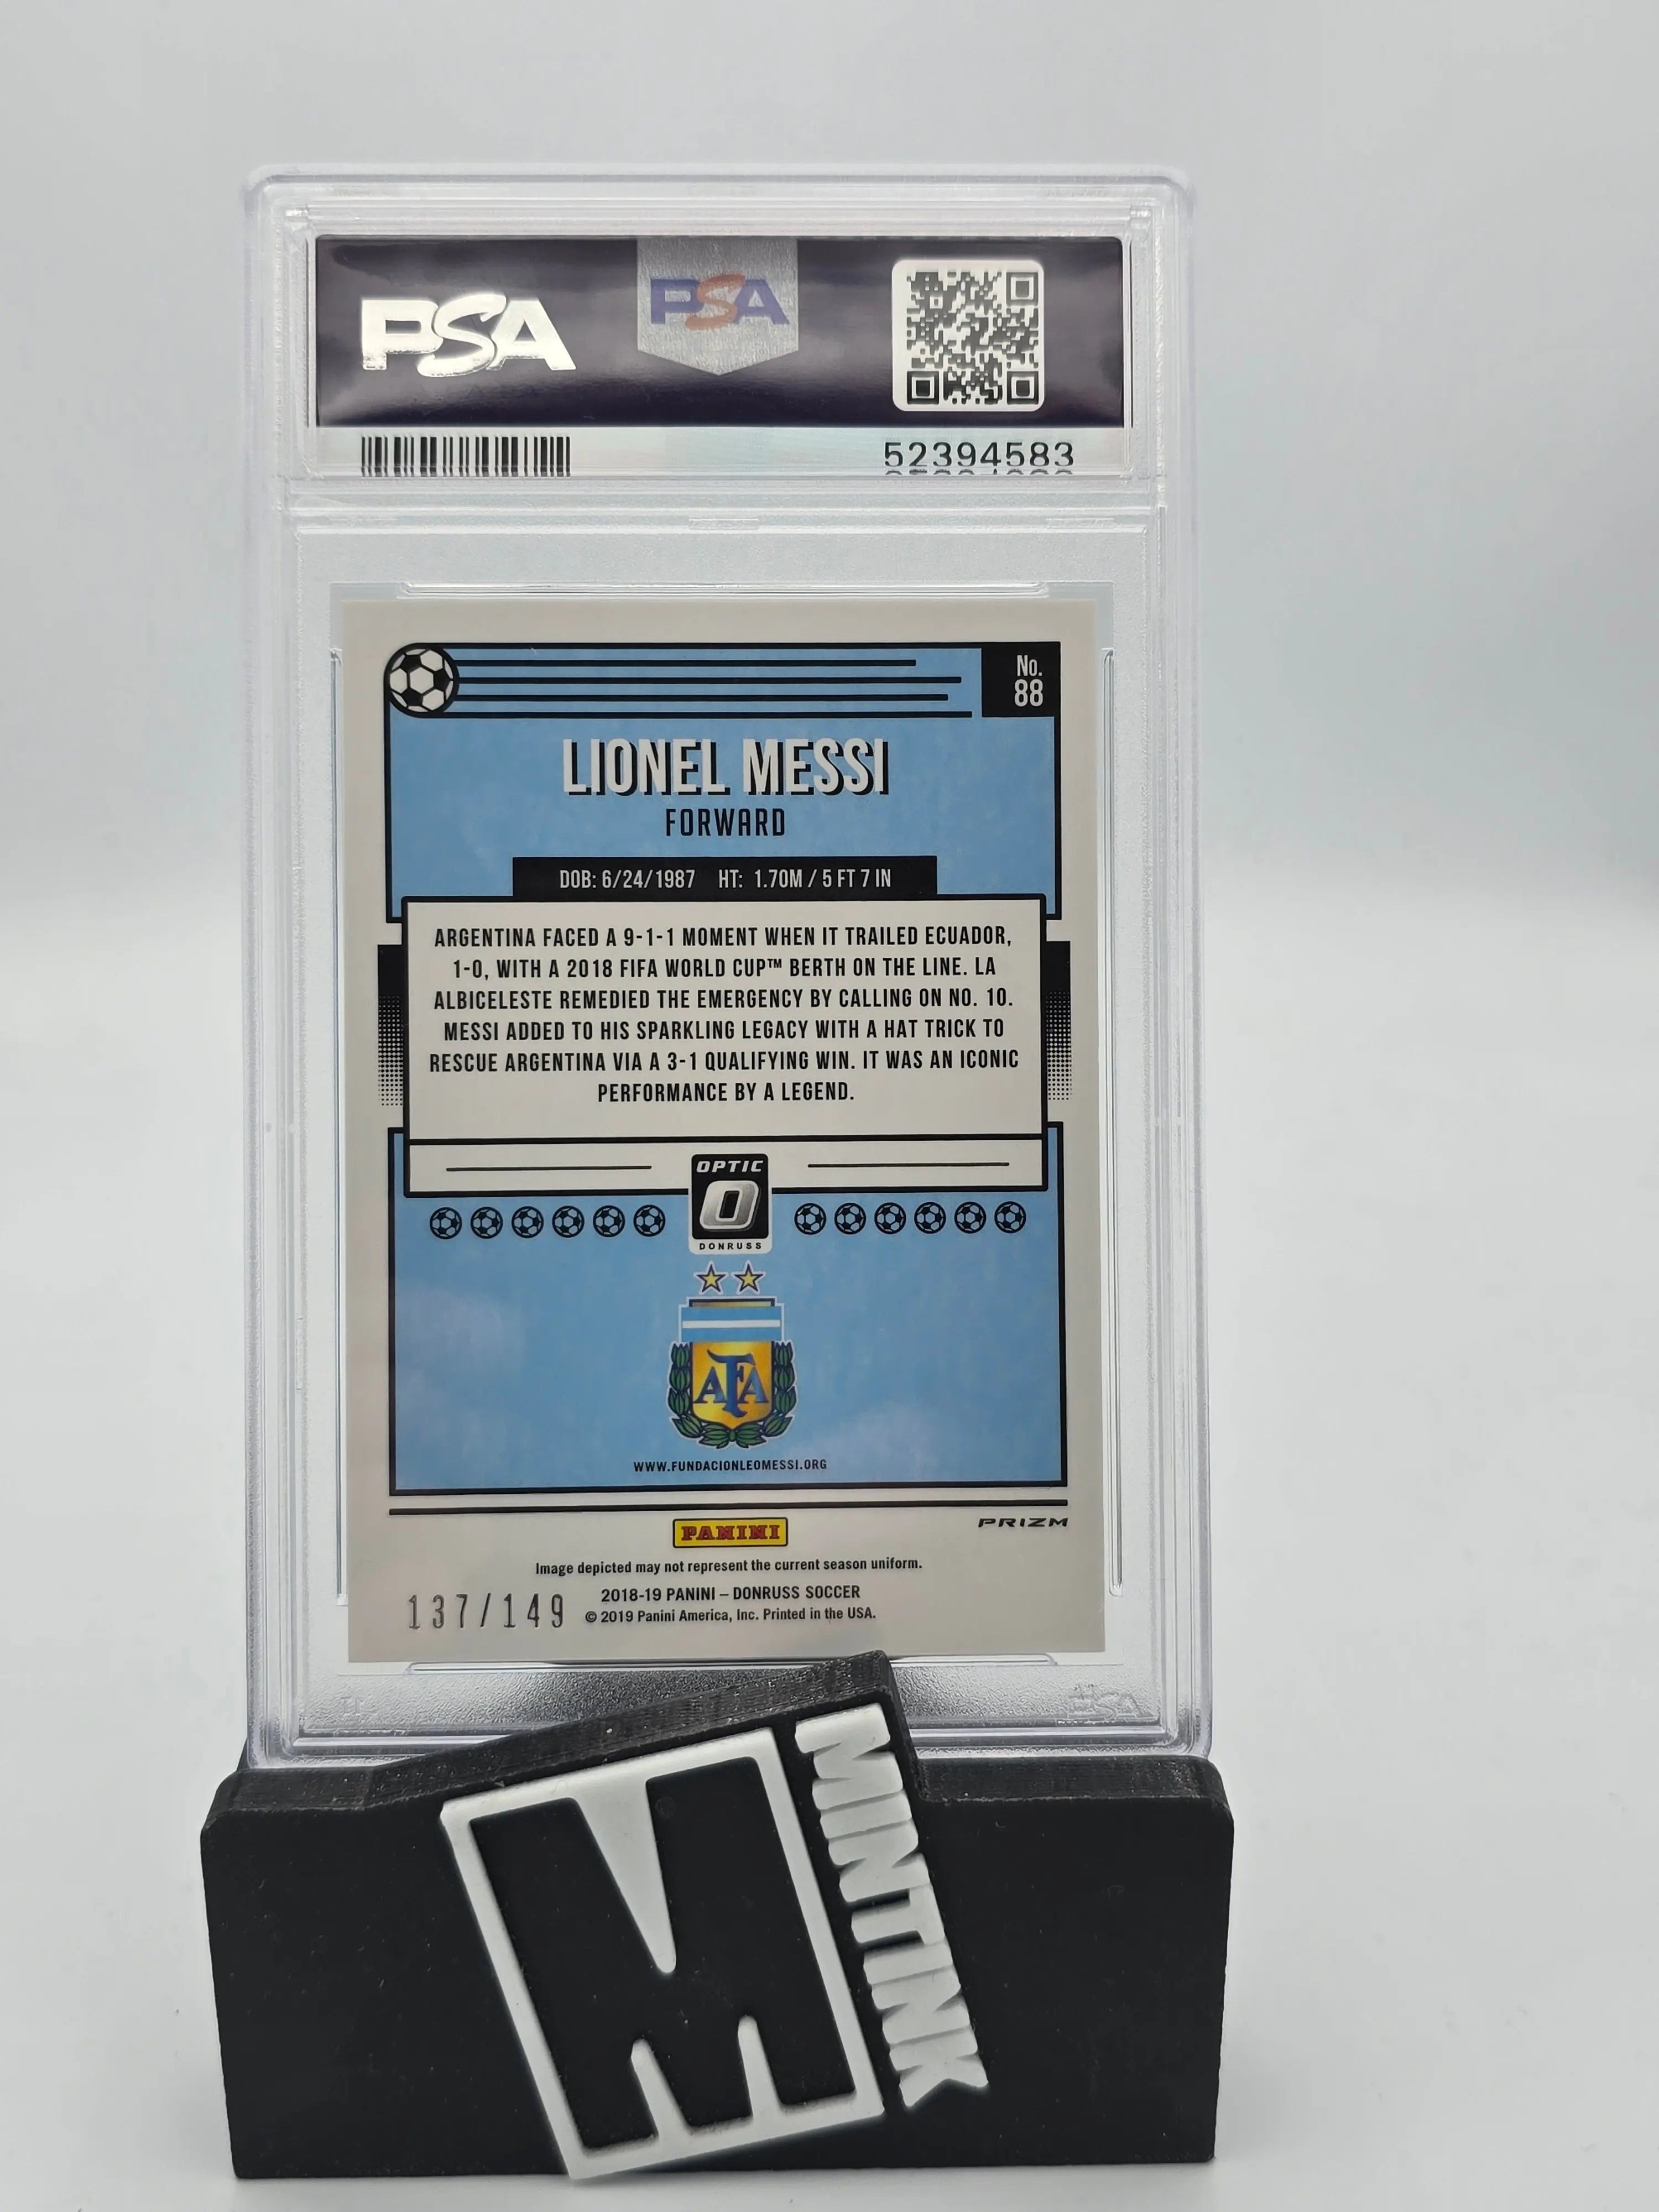 PSA
PSA
52394583
No.
88
LIONEL MESSI
FORWARD
DOB: 6/24/1987 HT: 1.70M / 5 FT 7 IN
ARGENTINA FACED A 9-1-1 MOMENT WHEN IT TRAILED ECUADOR,
1-0, WITH A 2018 FIFA WORLD CUP™ BERTH ON THE LINE. LA
ALBICELESTE REMEDIED THE EMERGENCY BY CALLING ON NO. 10.
MESSI ADDED TO HIS SPARKLING LEGACY WITH A HAT TRICK TO
RESCUE ARGENTINA VIA A 3-1 QUALIFYING WIN. IT WAS AN ICONIC
PERFORMANCE BY A LEGEND.
OPTIC
O
DONRUSS
AFA
WWW.FUNDACIONLEOMESSI.ORG
PANINI
PRIZM
Image depicted may not represent the current season uniform.
137/149
2018-19 PANINI – DONRUSS SOCCER
© 2019 Panini America, Inc. Printed in the USA.
PSA
M
MINTINK